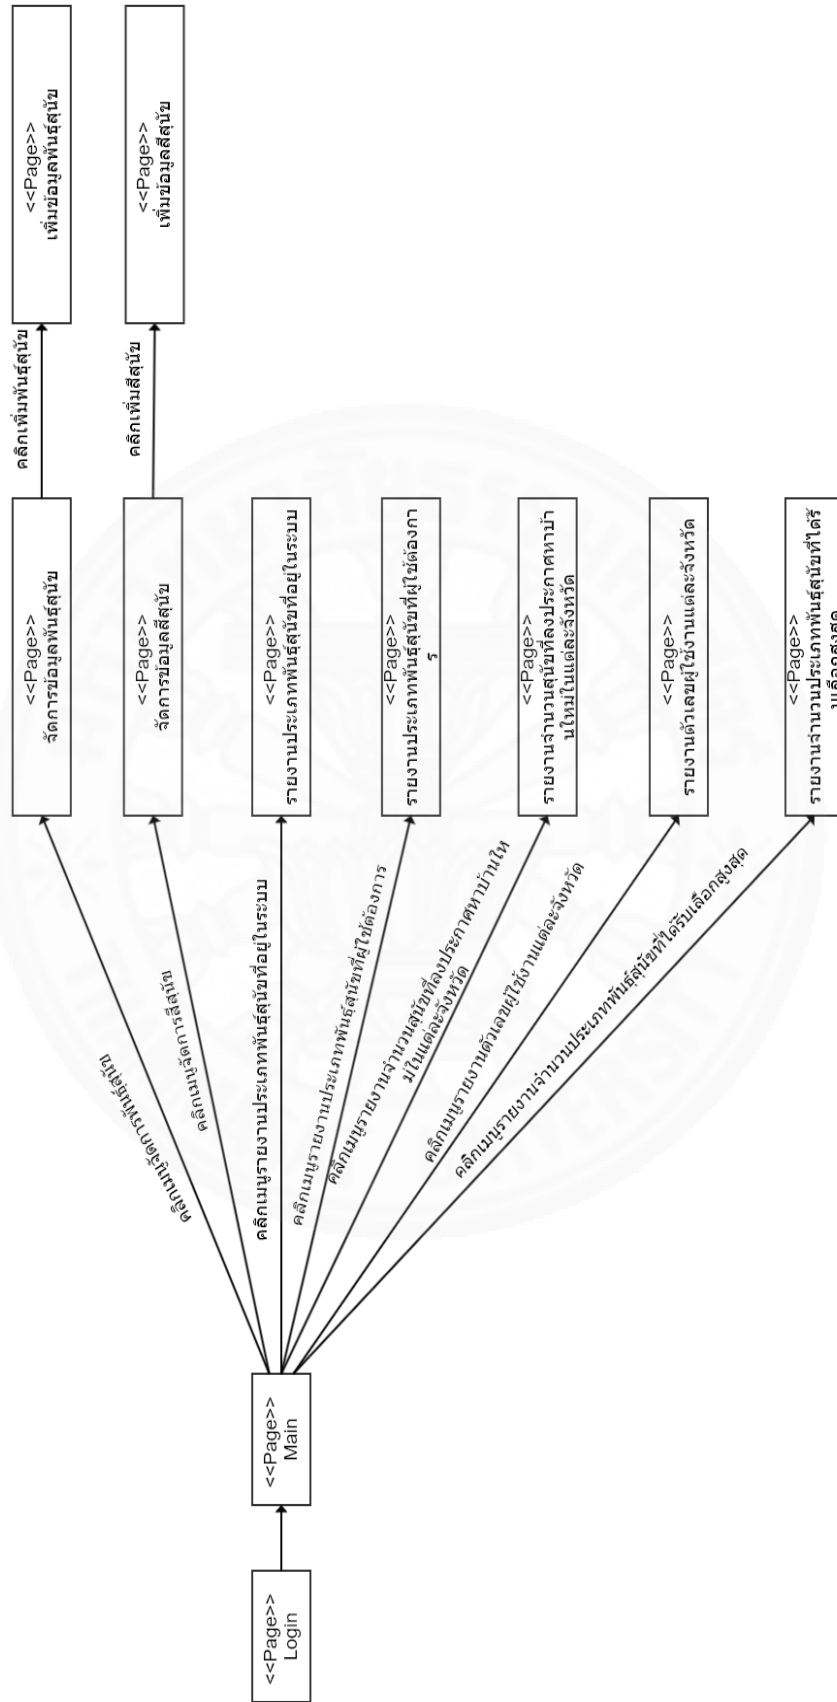 <<Page>>
Login
<<Page>>
Main
คลิกเมนูจัดการพันธุ์สุนัข
คลิกเมนูจัดการสีสุนัข
คลิกเมนูรายงานประเภทพันธุ์สุนัขที่อยู่ในระบบ
คลิกเมนูรายงานประเภทพันธุ์สุนัขที่ผู้ใช้ต้องการ
คลิกเมนูรายงานจำนวนสุนัขที่ลงประกาศหาบ้านให
ม่ในแต่ละจังหวัด
คลิกเมนูรายงานตัวเลขผู้ใช้งานแต่ละจังหวัด
คลิกเมนูรายงานจำนวนประเภทพันธุ์สุนัขที่ได้รับเลือกสูงสุด
<<Page>>
จัดการข้อมูลพันธุ์สุนัข
<<Page>>
จัดการข้อมูลสีสุนัข
<<Page>>
รายงานประเภทพันธุ์สุนัขที่อยู่ในระบบ
<<Page>>
รายงานประเภทพันธุ์สุนัขที่ผู้ใช้ต้องกา
ร
<<Page>>
รายงานจำนวนสุนัขที่ลงประกาศหาบ้า
นใหม่ในแต่ละจังหวัด
<<Page>>
รายงานตัวเลขผู้ใช้งานแต่ละจังหวัด
<<Page>>
รายงานจำนวนประเภทพันธุ์สุนัขที่ได้รั
บเลือกสูงสุด
คลิกเพิ่มพันธุ์สุนัข
คลิกเพิ่มสีสุนัข
<<Page>>
เพิ่มข้อมูลพันธุ์สุนัข
<<Page>>
เพิ่มข้อมูลสีสุนัข